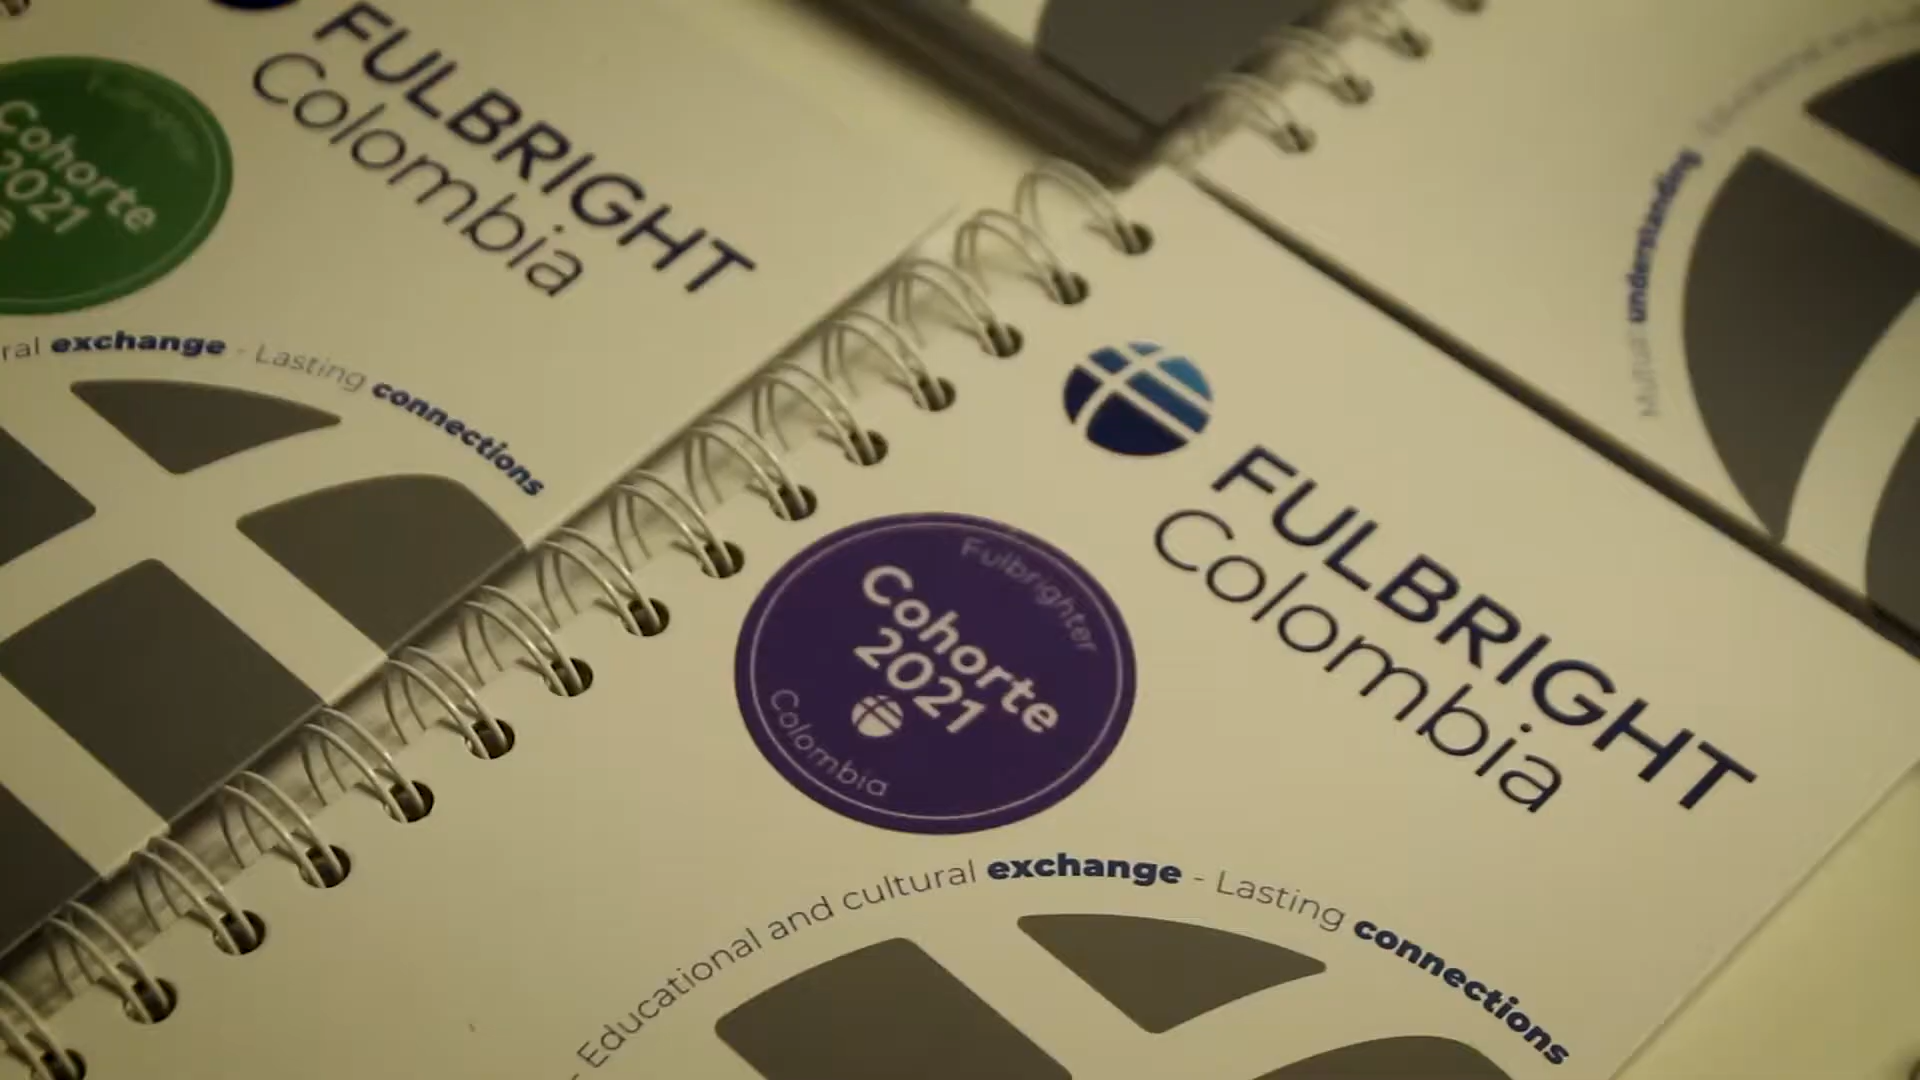 FULBRIGHT
Colombia
Cohorte
2021
ral exchange - Lasting connections
understanding
FULBRIGHT
Colombia
Fulbrighter
Cohorte
2021
Colombia
- Educational and cultural exchange - Lasting connections